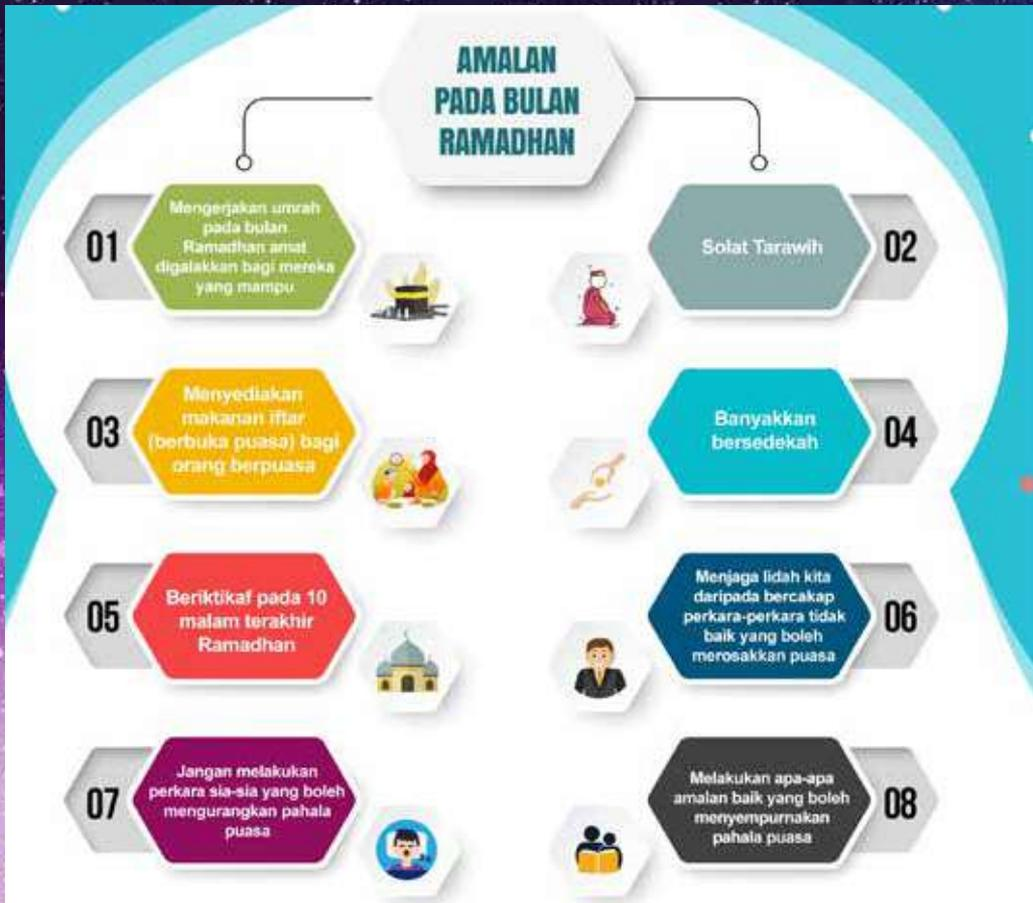 AMALAN
PADA BULAN
RAMADHAN
01
Mengerjakan umrah
pada bulan
Ramadhan amat
digalakkan bagi mereka
yang mampu
Solat Tarawih
02
03
Menyediakan
makanan iftar
(berbuka puasa) bagi
orang berpuasa
Banyakkan
bersedekah
04
05
Beriktikaf pada 10
malam terakhir
Ramadhan
Menjaga lidah kita
daripada bercakap
perkara-perkara tidak
baik yang boleh
merosakkan puasa
06
07
Jangan melakukan
perkara sia-sia yang boleh
mengurangkan pahala
puasa
Melakukan apa-apa
amalan baik yang boleh
menyempurnakan
pahala puasa
08